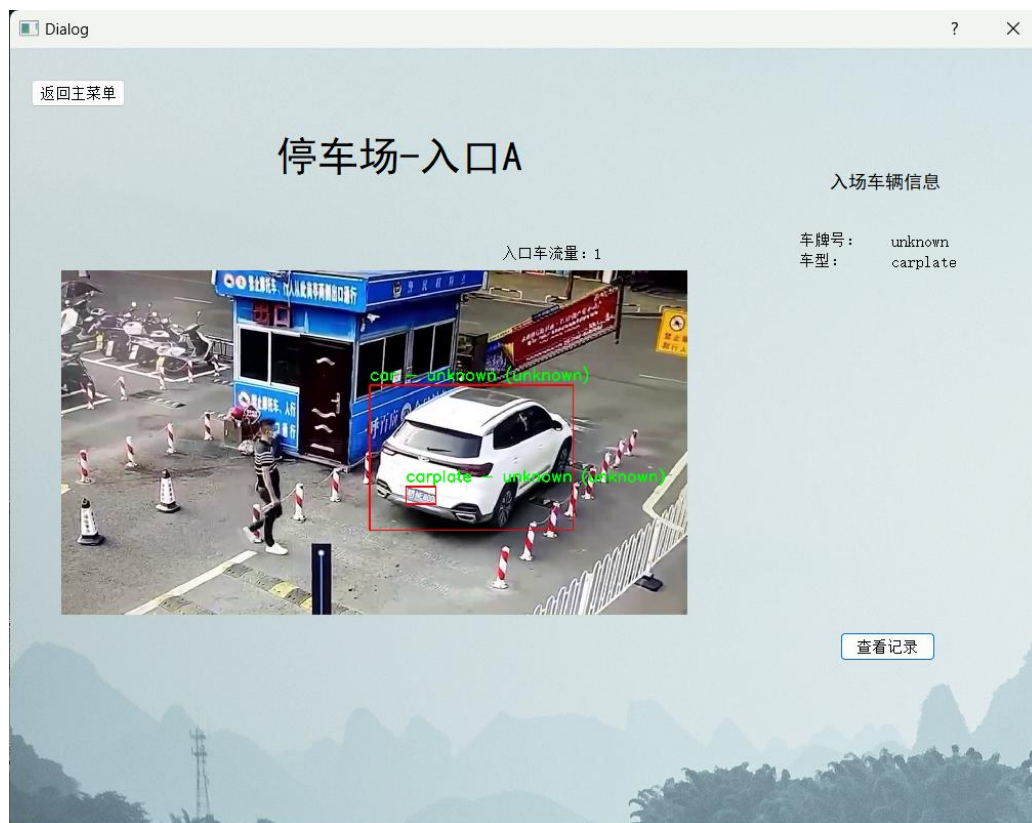 Dialog
返回主菜单
停车场-入口A
入场车辆信息
入口车流量：1
车牌号： unknown
车型： carplate
car - unknown (unknown)
carplate - unknown (unknown)
查看记录